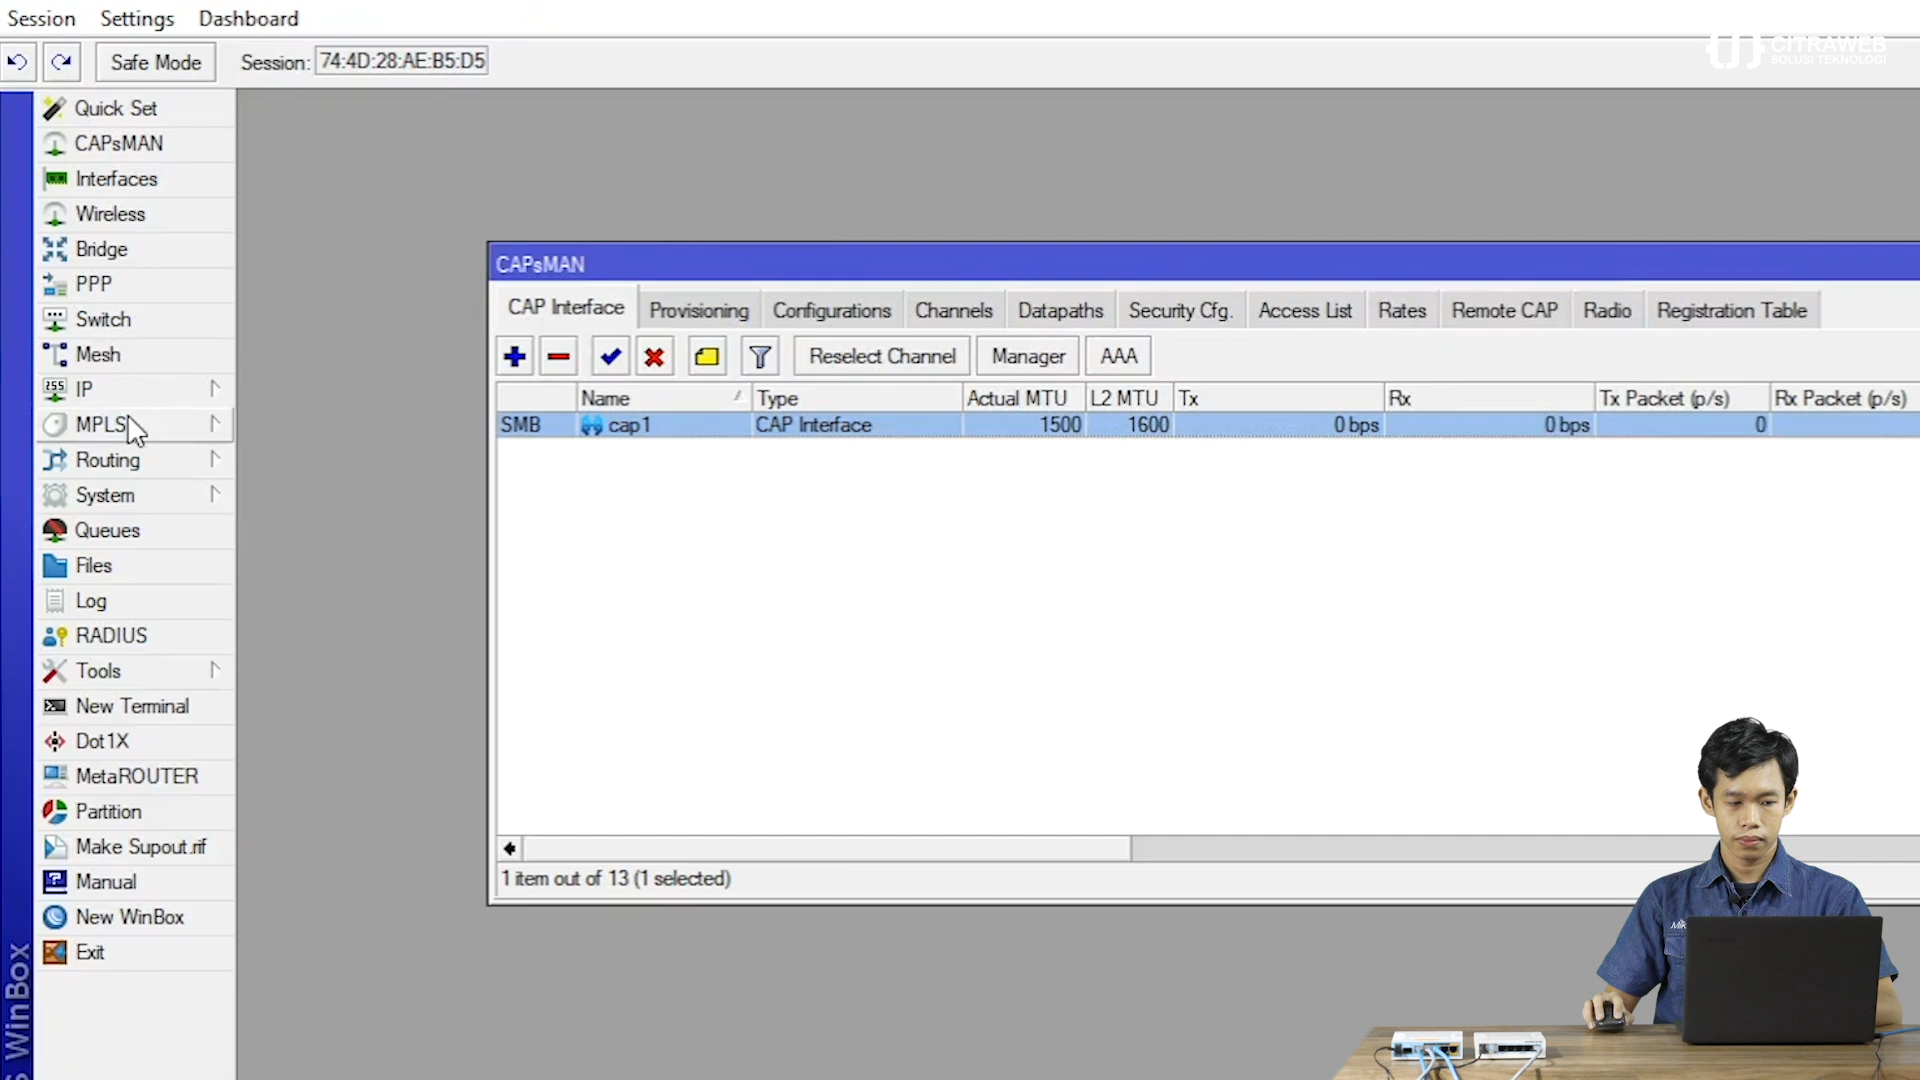 Session Settings Dashboard
Safe Mode Session: 74:4D:28:AE:B5:D5
CITRAWEB
SOLUSI TEKNOLOGI
Quick Set
CAPsMAN
Interfaces
Wireless
Bridge
PPP
Switch
Mesh
IP
MPLS
Routing
System
Queues
Files
Log
RADIUS
Tools
New Terminal
Dot1X
MetaROUTER
Partition
Make Supout.rif
Manual
New WinBox
Exit
WinBox
CAPsMAN
CAP Interface Provisioning Configurations Channels Datapaths Security Cfg. Access List Rates Remote CAP Radio Registration Table
Reselect Channel Manager AAA
Name Type Actual MTU L2 MTU Tx Rx Tx Packet (p/s) Rx Packet (p/s)
SMB cap1 CAP Interface 1500 1600 0 bps 0 bps 0
1 item out of 13 (1 selected)